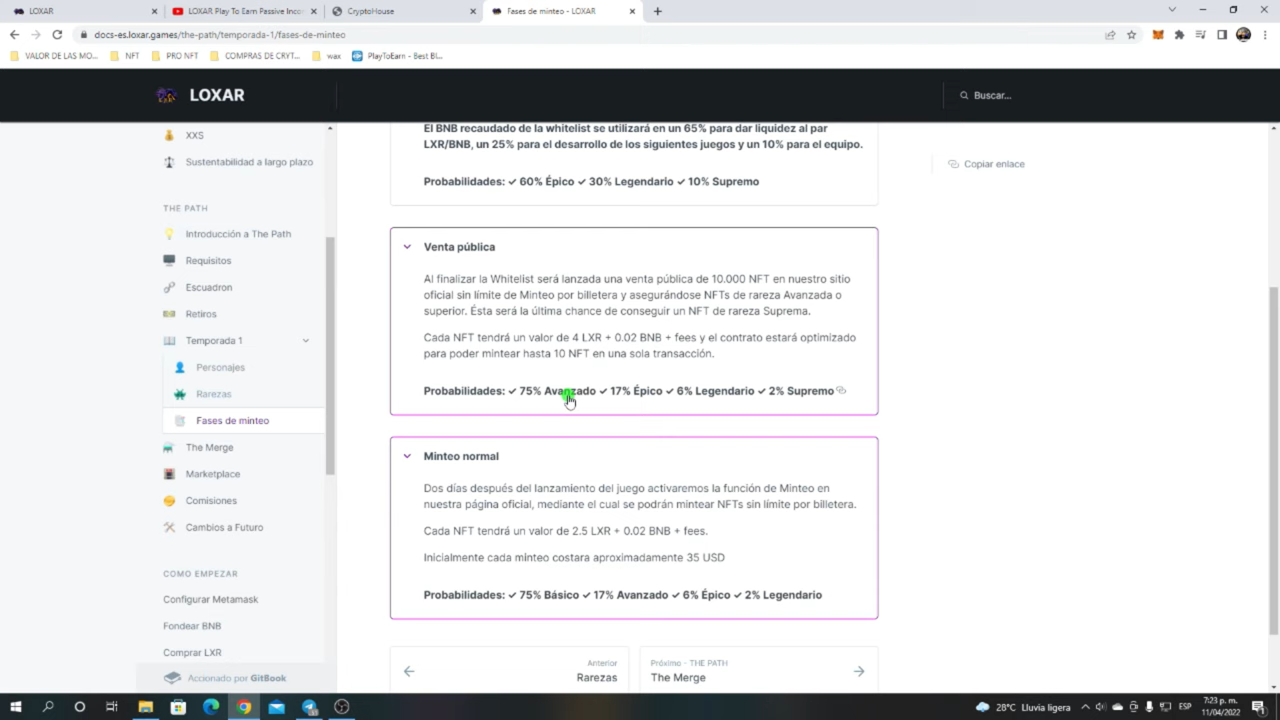 LOXAR
LOXAR Play To Earn Passive Inco
CryptoHouse
Fases de minteo - LOXAR
docs-es.loxar.games/the-path/temporada-1/fases-de-minteo
VALOR DE LAS MO...
NFT
PRO NFT
COMPRAS DE CRYT...
wax
PlayToEarn - Best Bl...
LOXAR
Buscar...
XXS
Sustentabilidad a largo plazo
THE PATH
Introducción a The Path
Requisitos
Escuadron
Retiros
Temporada 1
Personajes
Rarezas
Fases de minteo
The Merge
Marketplace
Comisiones
Cambios a Futuro
COMO EMPEZAR
Configurar Metamask
Fondear BNB
Comprar LXR
Accionado por GitBook
El BNB recaudado de la whitelist se utilizará en un 65% para dar liquidez al par
LXR/BNB, un 25% para el desarrollo de los siguientes juegos y un 10% para el equipo.
Probabilidades: ✓ 60% Épico ✓ 30% Legendario ✓ 10% Supremo
Venta pública
Al finalizar la Whitelist será lanzada una venta pública de 10.000 NFT en nuestro sitio
oficial sin límite de Minteo por billetera y asegurándose NFTs de rareza Avanzada o
superior. Ésta será la última chance de conseguir un NFT de rareza Suprema.
Cada NFT tendrá un valor de 4 LXR + 0.02 BNB + fees y el contrato estará optimizado
para poder mintear hasta 10 NFT en una sola transacción.
Probabilidades: ✓ 75% Avanzado ✓ 17% Épico ✓ 6% Legendario ✓ 2% Supremo
Minteo normal
Dos días después del lanzamiento del juego activaremos la función de Minteo en
nuestra página oficial, mediante el cual se podrán mintear NFTs sin límite por billetera.
Cada NFT tendrá un valor de 2.5 LXR + 0.02 BNB + fees.
Inicialmente cada minteo costara aproximadamente 35 USD
Probabilidades: ✓ 75% Básico ✓ 17% Avanzado ✓ 6% Épico ✓ 2% Legendario
Anterior
Rarezas
Próximo - THE PATH
The Merge
Copiar enlace
28°C Lluvia ligera
ESP
7:23 p. m.
11/04/2022